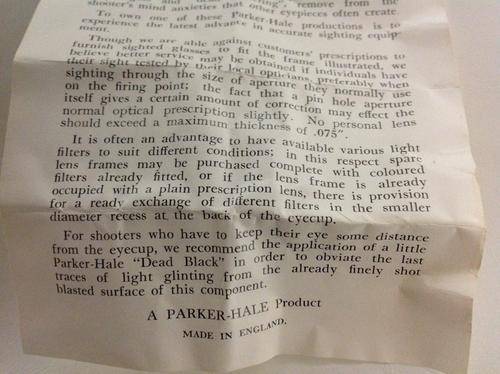 shooter's mind anxieties that other eyepieces often create.
To own one of these Parker-Hale productions is to
experience the latest advance in accurate sighting equip-
ment.
Though we are able against customers' prescriptions to
furnish sighted glasses to fit the frame illustrated, we
believe better service may be obtained if individuals have
their sight tested by their local opticians, preferably when
sighting through the size of aperture they normally use
on the firing point; the fact that a pin hole aperture
itself gives a certain amount of correction may effect the
normal optical prescription slightly. No personal lens
should exceed a maximum thickness of .075".
It is often an advantage to have available various light
filters to suit different conditions; in this respect spare
lens frames may be purchased complete with coloured
filters already fitted, or if the lens frame is already
occupied with a plain prescription lens, there is provision
for a ready exchange of different filters in the smaller
diameter recess at the back of the eyecup.
For shooters who have to keep their eye some distance
from the eyecup, we recommend the application of a little
Parker-Hale "Dead Black" in order to obviate the last
traces of light glinting from the already finely shot
blasted surface of this component.
A PARKER-HALE Product
MADE IN ENGLAND.